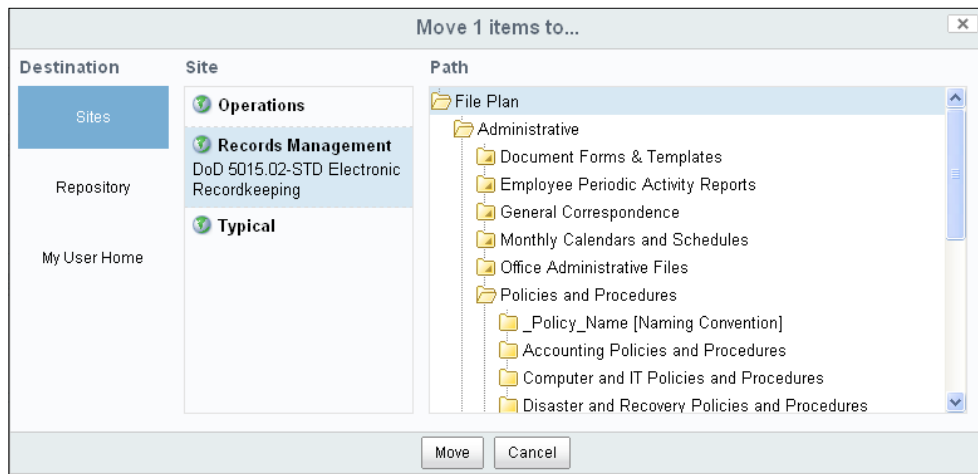 Move 1 items to...
Destination
Sites
Repository
My User Home
Site
Operations
Records Management
DoD 5015.02-STD Electronic
Recordkeeping
Typical
Path
File Plan
Administrative
Document Forms & Templates
Employee Periodic Activity Reports
General Correspondence
Monthly Calendars and Schedules
Office Administrative Files
Policies and Procedures
_Policy_Name [Naming Convention]
Accounting Policies and Procedures
Computer and IT Policies and Procedures
Disaster and Recovery Policies and Procedures
Move
Cancel